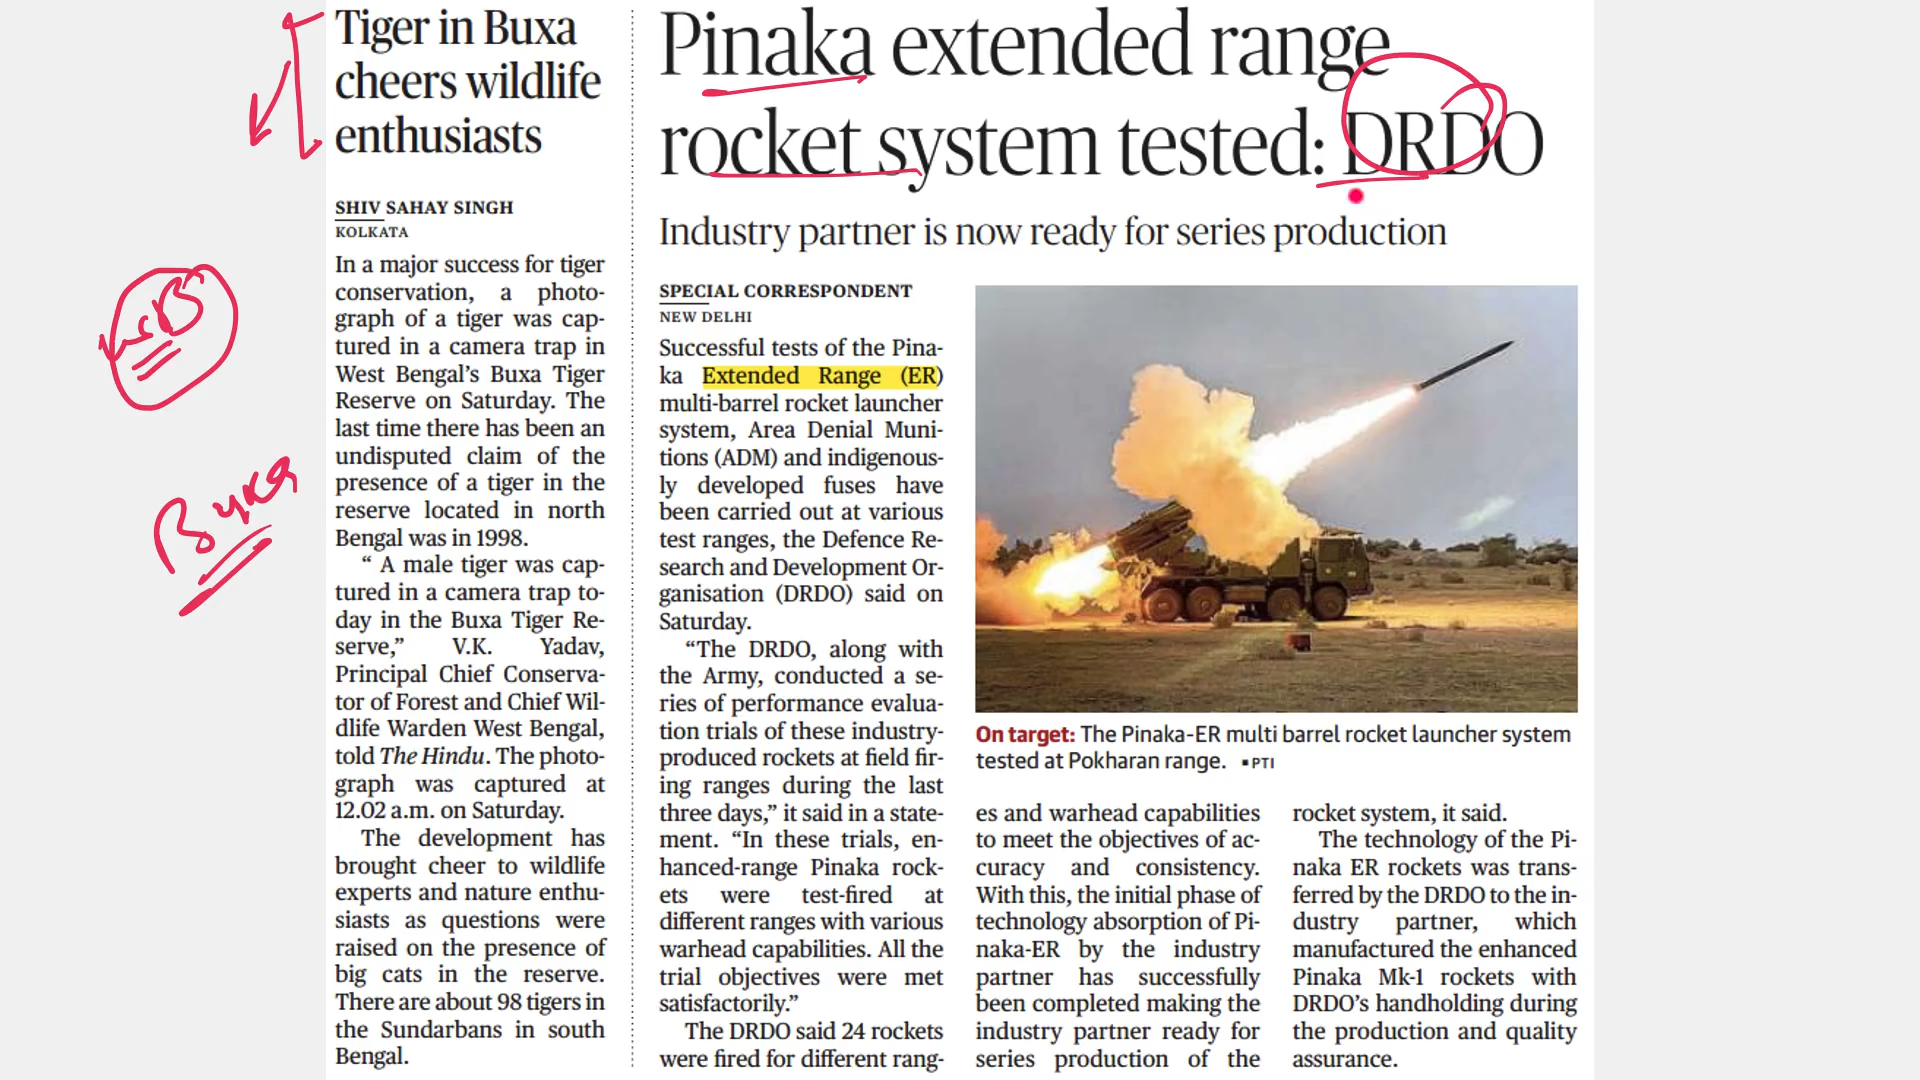 Tiger in Buxa
cheers wildlife
enthusiasts
SHIV SAHAY SINGH
KOLKATA
In a major success for tiger
conservation, a photo-
graph of a tiger was cap-
tured in a camera trap in
West Bengal’s Buxa Tiger
Reserve on Saturday. The
last time there has been an
undisputed claim of the
presence of a tiger in the
reserve located in north
Bengal was in 1998.
“ A male tiger was cap-
tured in a camera trap to-
day in the Buxa Tiger Re-
serve,” V.K. Yadav,
Principal Chief Conserva-
tor of Forest and Chief Wil-
dlife Warden West Bengal,
told The Hindu. The photo-
graph was captured at
12.02 a.m. on Saturday.
The development has
brought cheer to wildlife
experts and nature enthu-
siasts as questions were
raised on the presence of
big cats in the reserve.
There are about 98 tigers in
the Sundarbans in south
Bengal.
Pinaka extended range
rocket system tested: DRDO
Industry partner is now ready for series production
SPECIAL CORRESPONDENT
NEW DELHI
Successful tests of the Pina-
ka Extended Range (ER)
multi-barrel rocket launcher
system, Area Denial Muni-
tions (ADM) and indigenous-
ly developed fuses have
been carried out at various
test ranges, the Defence Re-
search and Development Or-
ganisation (DRDO) said on
Saturday.
“The DRDO, along with
the Army, conducted a se-
ries of performance evalua-
tion trials of these industry-
produced rockets at field fir-
ing ranges during the last
three days,” it said in a state-
ment. “In these trials, en-
hanced-range Pinaka rock-
ets were test-fired at
different ranges with various
warhead capabilities. All the
trial objectives were met
satisfactorily.”
The DRDO said 24 rockets
were fired for different rang-
On target: The Pinaka-ER multi barrel rocket launcher system
tested at Pokharan range. ▪PTI
es and warhead capabilities
to meet the objectives of ac-
curacy and consistency.
With this, the initial phase of
technology absorption of Pi-
naka-ER by the industry
partner has successfully
been completed making the
industry partner ready for
series production of the
rocket system, it said.
The technology of the Pi-
naka ER rockets was trans-
ferred by the DRDO to the in-
dustry partner, which
manufactured the enhanced
Pinaka Mk-1 rockets with
DRDO’s handholding during
the production and quality
assurance.